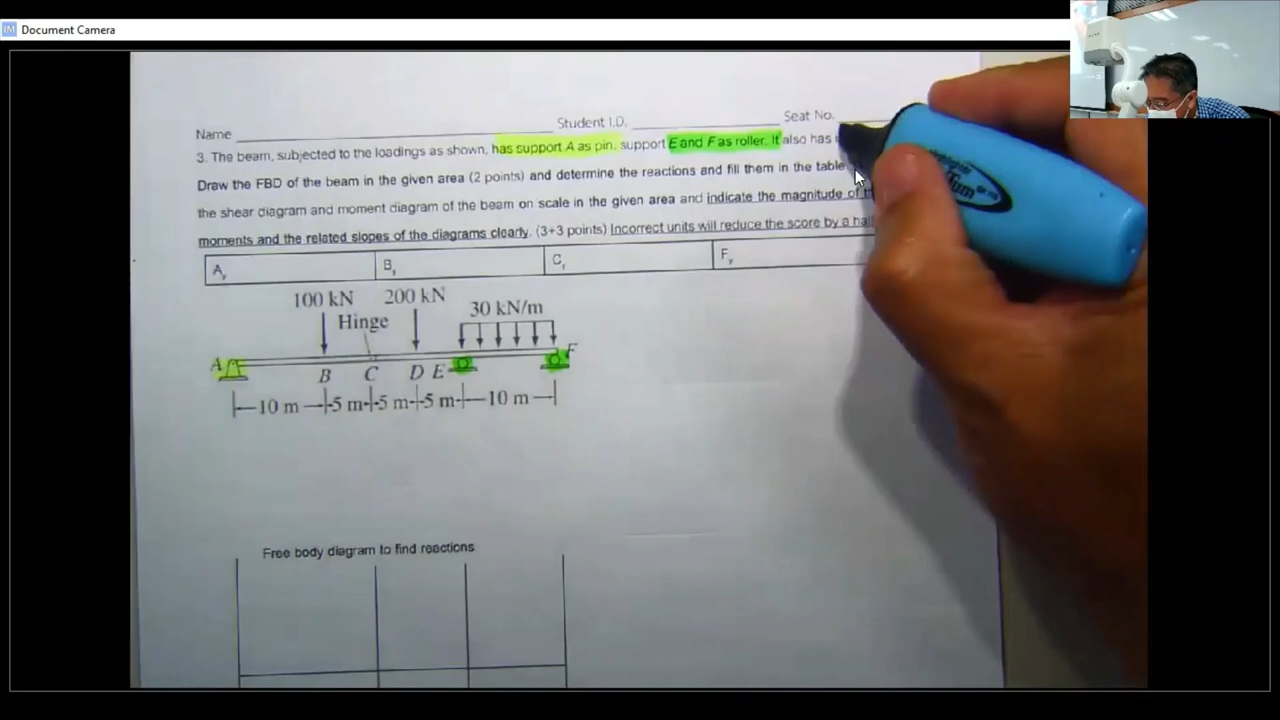 Document Camera
Name Student I.D. Seat No.
3. The beam, subjected to the loadings as shown, has support A as pin, support E and F as roller. It also has
Draw the FBD of the beam in the given area (2 points) and determine the reactions and fill them in the table
the shear diagram and moment diagram of the beam on scale in the given area and indicate the magnitude of
moments and the related slopes of the diagrams clearly. (3+3 points) Incorrect units will reduce the score by a
Ay By Cy Fy
100 kN 200 kN 30 kN/m
Hinge
A F
B C D E
10 m 5 m 5 m 5 m 10 m
Free body diagram to find reactions